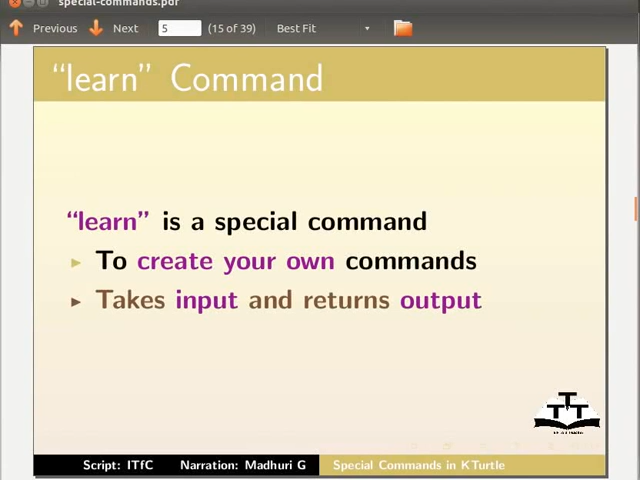 special-commands.pdf
Previous Next 5 (15 of 39) Best Fit
“learn” Command
“learn” is a special command
To create your own commands
Takes input and returns output
TTT
Script: ITfC Narration: Madhuri G Special Commands in KTurtle